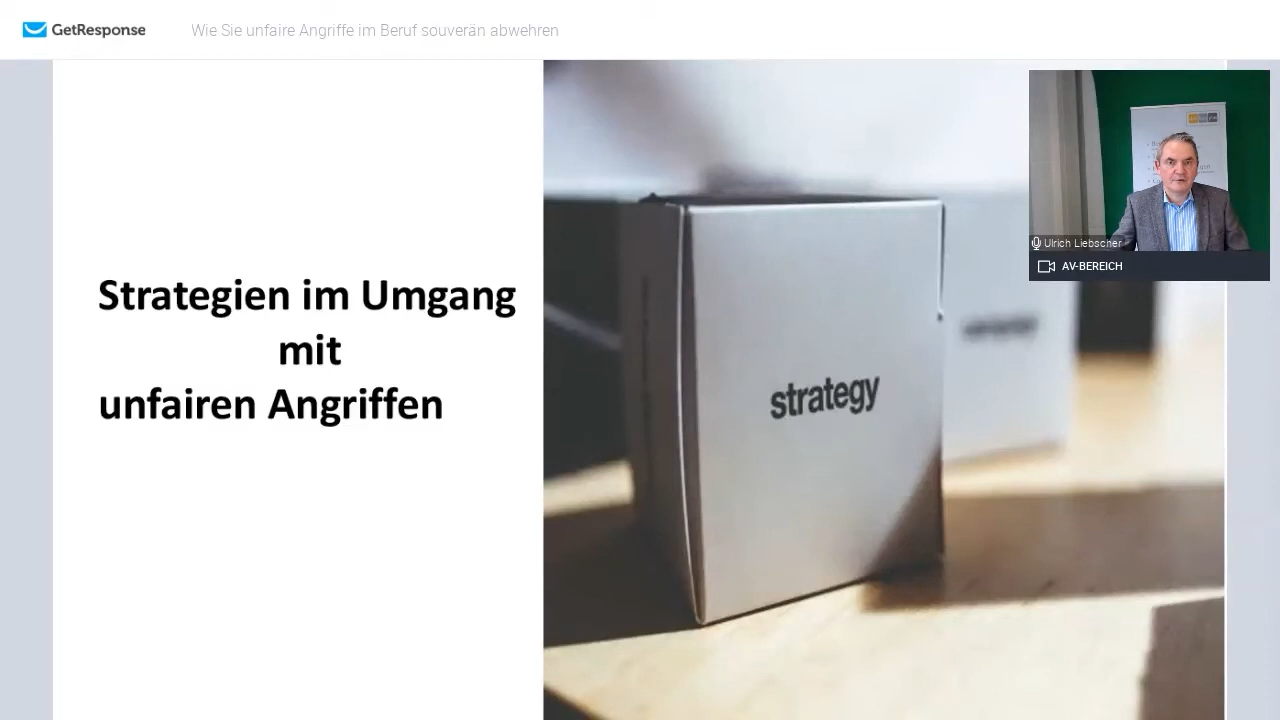 GetResponse
Wie Sie unfaire Angriffe im Beruf souverän abwehren
Strategien im Umgang
mit
unfairen Angriffen
strategy
Ulrich Liebscher
AV-BEREICH